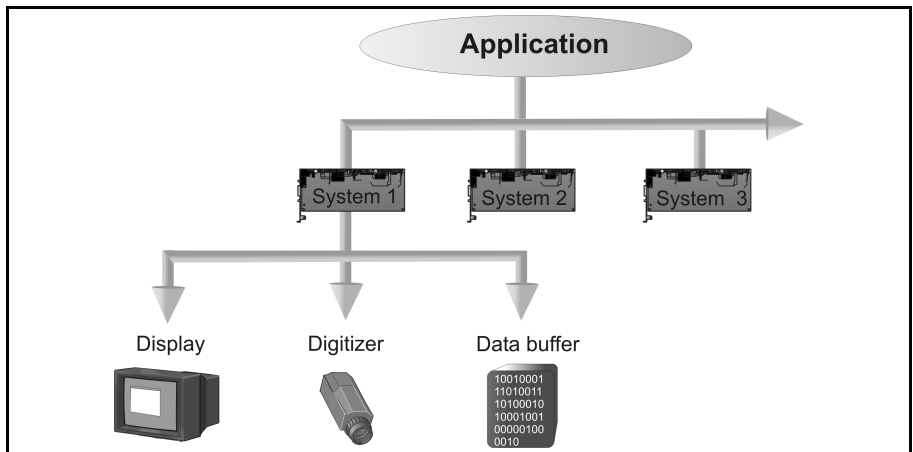 Application
System 1
System 2
System 3
Display
Digitizer
Data buffer
10010001
11010011
10100010
10001001
00000100
0010